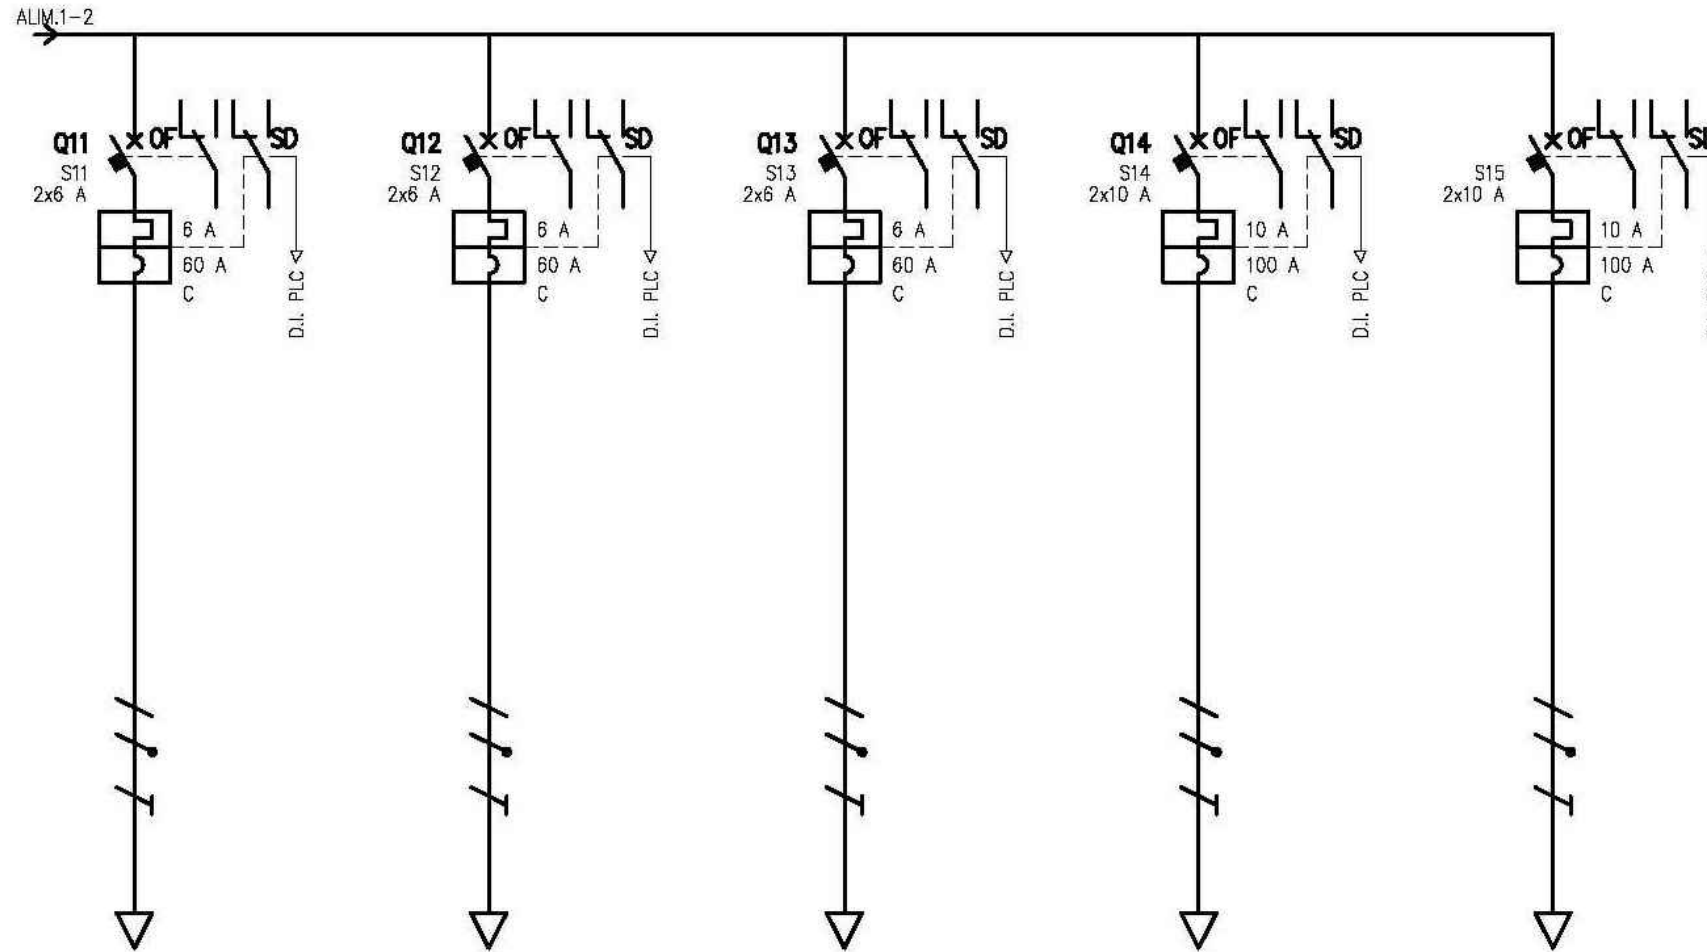 ALIM.1-2
Q11
S11
2x6 A
OF
SD
6 A
60 A
C
D.I. PLC
Q12
S12
2x6 A
OF
SD
6 A
60 A
C
D.I. PLC
Q13
S13
2x6 A
OF
SD
6 A
60 A
C
D.I. PLC
Q14
S14
2x10 A
OF
SD
10 A
100 A
C
D.I. PLC
S15
2x10 A
OF
10 A
100 A
C